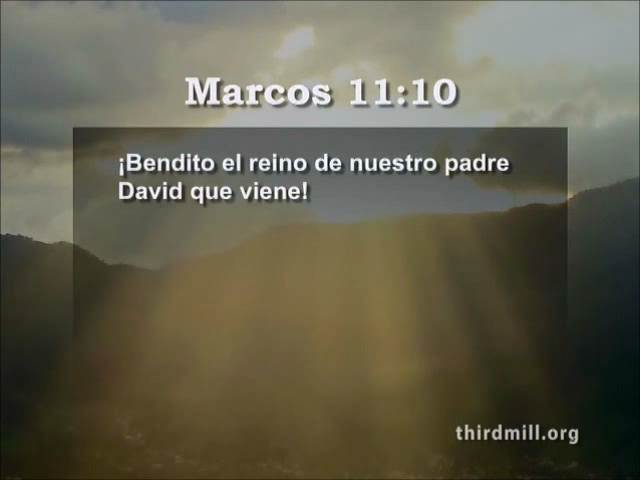 Marcos 11:10
¡Bendito el reino de nuestro padre
David que viene!
thirdmill.org